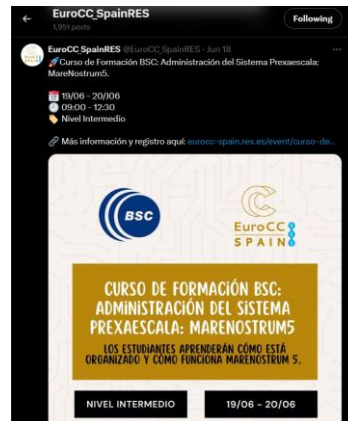 EuroCC_SpainRES
1,951 posts
Following
EuroCC_SpainRES @EuroCC_SpainRES · Jun 18
🚀Curso de Formación BSC: Administración del Sistema Prexaescala:
MareNostrum5.
📅 19/06 - 20/I06
🕘 09:00 - 12:30
🏷️ Nivel Intermedio
🔗 Más información y registro aquí: eurocc-spain.res.es/event/curso-de...
BSC
EuroCC
SPAIN
CURSO DE FORMACIÓN BSC:
ADMINISTRACIÓN DEL SISTEMA
PREXAESCALA: MARENOSTRUM5
LOS ESTUDIANTES APRENDERÁN CÓMO ESTÁ
ORGANIZADO Y CÓMO FUNCIONA MARENOSTRUM 5.
NIVEL INTERMEDIO
19/06 - 20/06